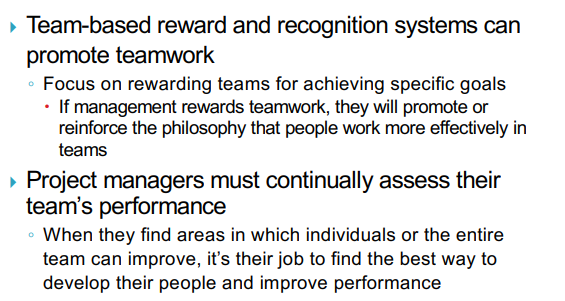 Team-based reward and recognition systems can
promote teamwork
Focus on rewarding teams for achieving specific goals
If management rewards teamwork, they will promote or
reinforce the philosophy that people work more effectively in
teams
Project managers must continually assess their
team's performance
When they find areas in which individuals or the entire
team can improve, it's their job to find the best way to
develop their people and improve performance